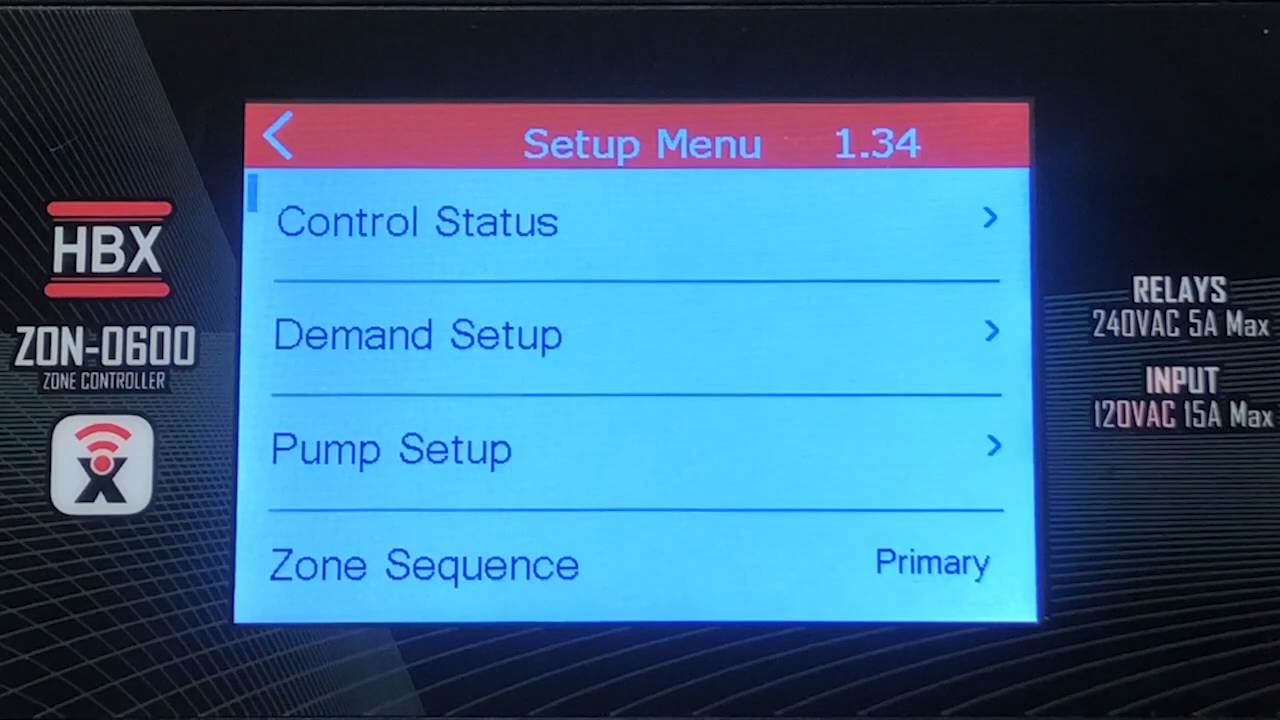 Setup Menu 1.34
Control Status
Demand Setup
Pump Setup
Zone Sequence Primary
HBX
ZON-0600
ZONE CONTROLLER
X
RELAYS
240VAC 5A Max
INPUT
120VAC 15A Max